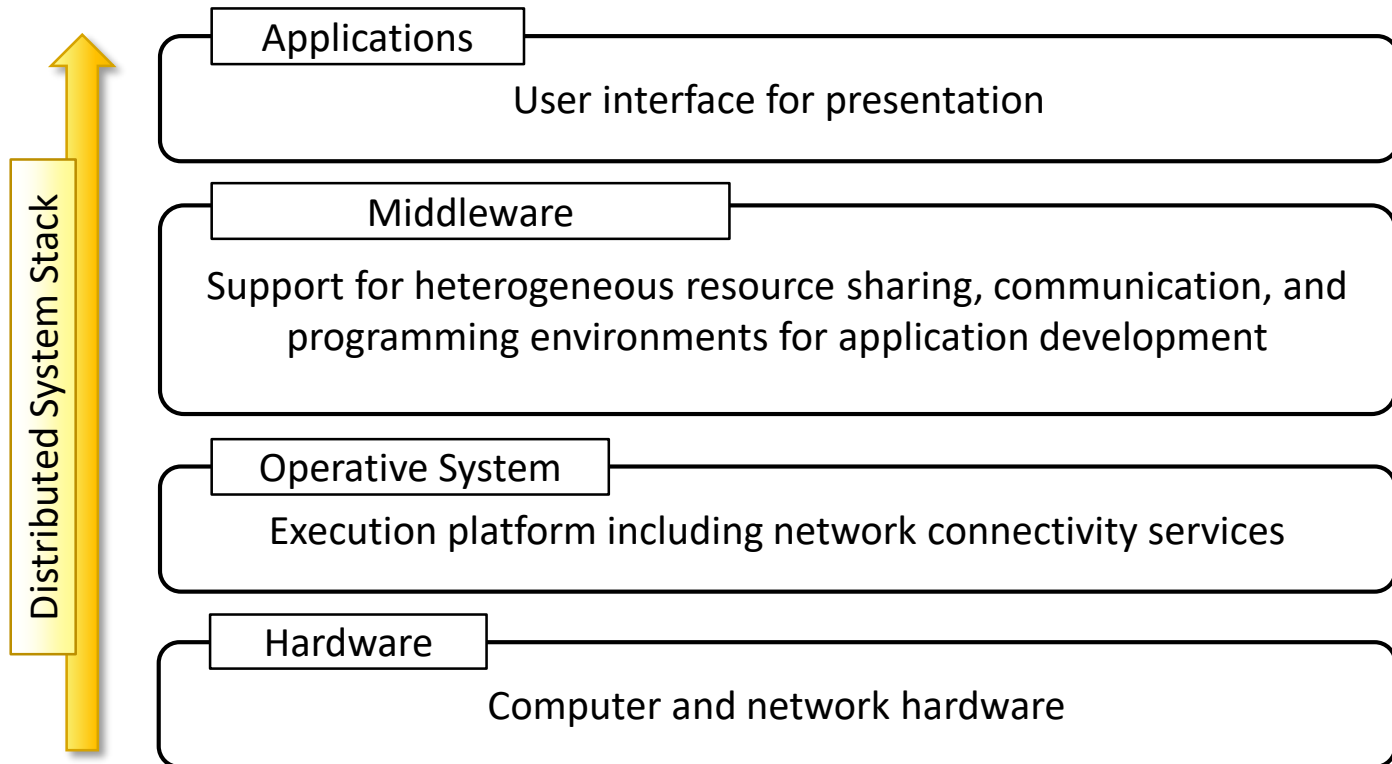 Applications
User interface for presentation
Middleware
Support for heterogeneous resource sharing, communication, and
programming environments for application development
Operative System
Execution platform including network connectivity services
Hardware
Computer and network hardware
Distributed System Stack